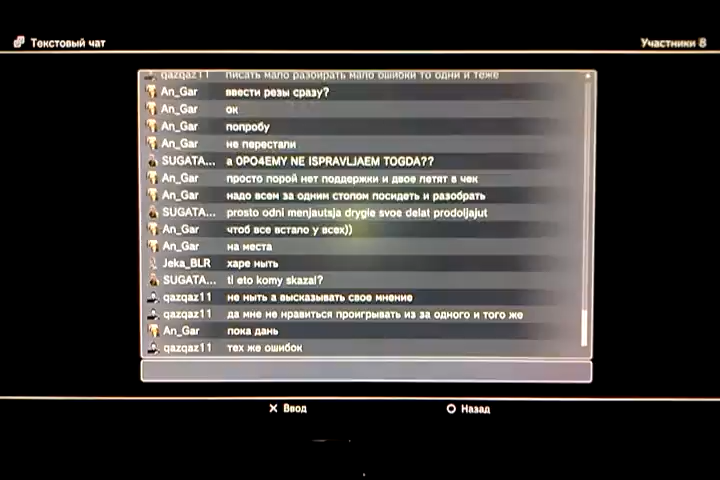 Текстовый чат
Участники 8
qazqaz11 писать мало разбирать мало ошибки то одни и теже
An_Gar ввести резы сразу?
An_Gar ок
An_Gar попробу
An_Gar не перестали
SUGATA... а 0PO4EMY NE ISPRAVLJAEM TOGDA??
An_Gar просто порой нет поддержки и двое летят в чек
An_Gar надо всем за одним столом посидеть и разобрать
SUGATA... prosto odni menjautsja drygie svoe delat prodoljajut
An_Gar чтоб все встало у всех))
An_Gar на места
Jeka_BLR харе ныть
SUGATA... ti eto komy skazal?
qazqaz11 не ныть а высказывать свое мнение
qazqaz11 да мне не нравиться проигрывать из за одного и того же
An_Gar пока дань
qazqaz11 тех же ошибок
X Ввод
O Назад